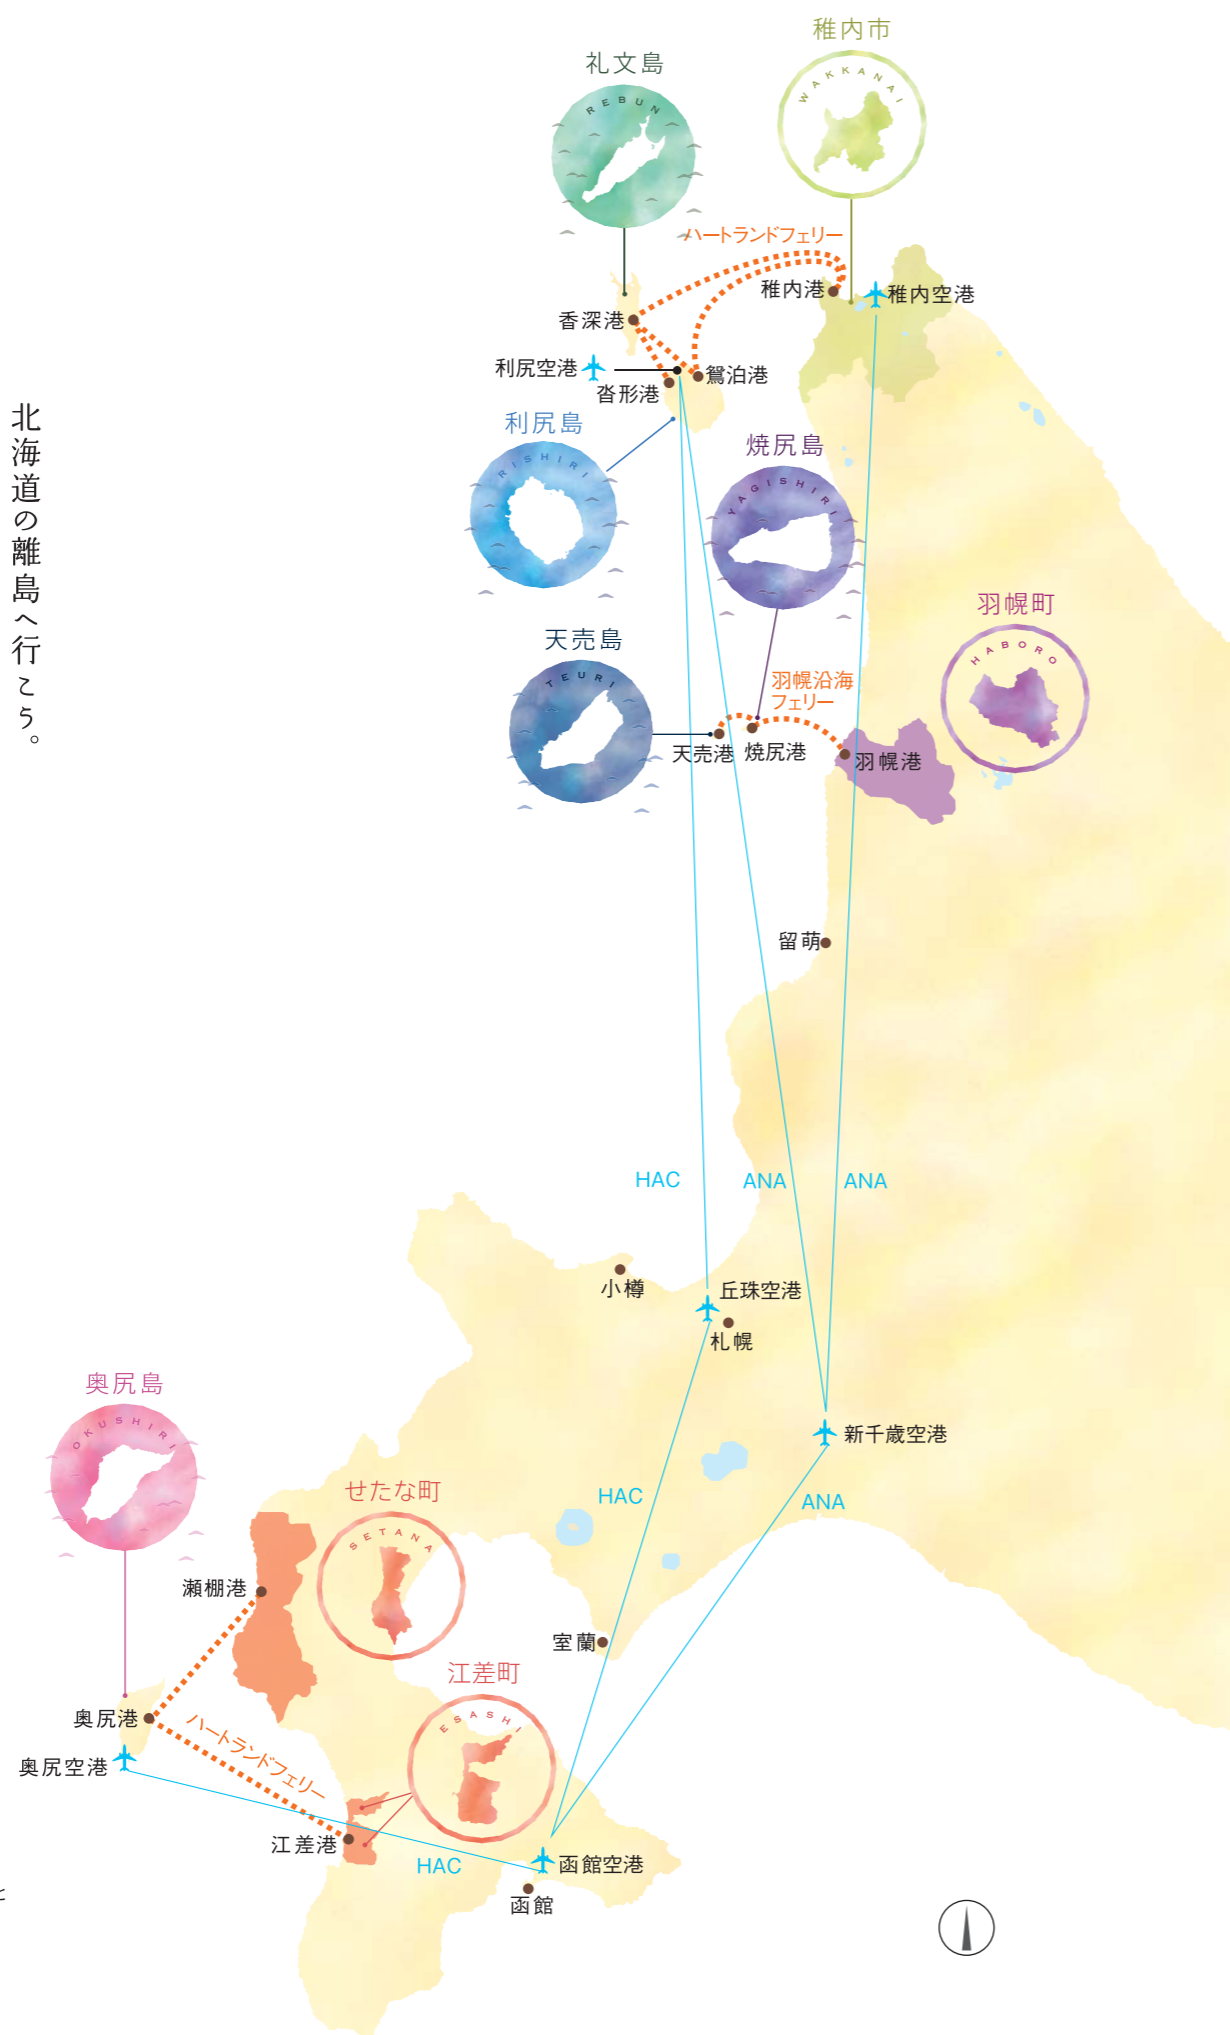 北海道の離島へ行こう。
稚内市
WAKKANAI
礼文島
REBUN
ハートランドフェリー
稚内港
稚内空港
香深港
利尻空港
鴛泊港
沓形港
利尻島
RISHIRI
焼尻島
YAGISHIRI
羽幌町
HABORO
天売島
TEURI
羽幌沿海
フェリー
天売港
焼尻港
羽幌港
留萌
HAC
ANA
ANA
小樽
丘珠空港
札幌
奥尻島
OKUSHIRI
新千歳空港
せたな町
SETANA
HAC
ANA
瀬棚港
室蘭
江差町
ESASHI
奥尻港
ハートランドフェリー
奥尻空港
江差港
HAC
函館空港
函館
と